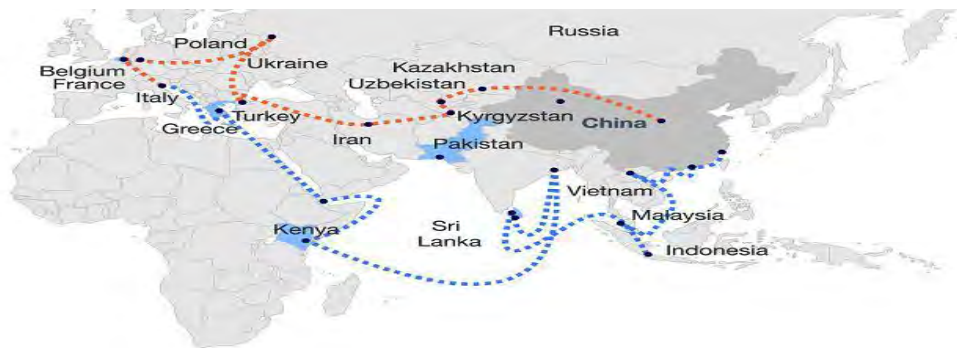 Russia
Poland
Ukraine
Belgium
France
Kazakhstan
Uzbekistan
Italy
Turkey
Kyrgyzstan
China
Greece
Iran
Pakistan
Vietnam
Malaysia
Kenya
Sri
Lanka
Indonesia